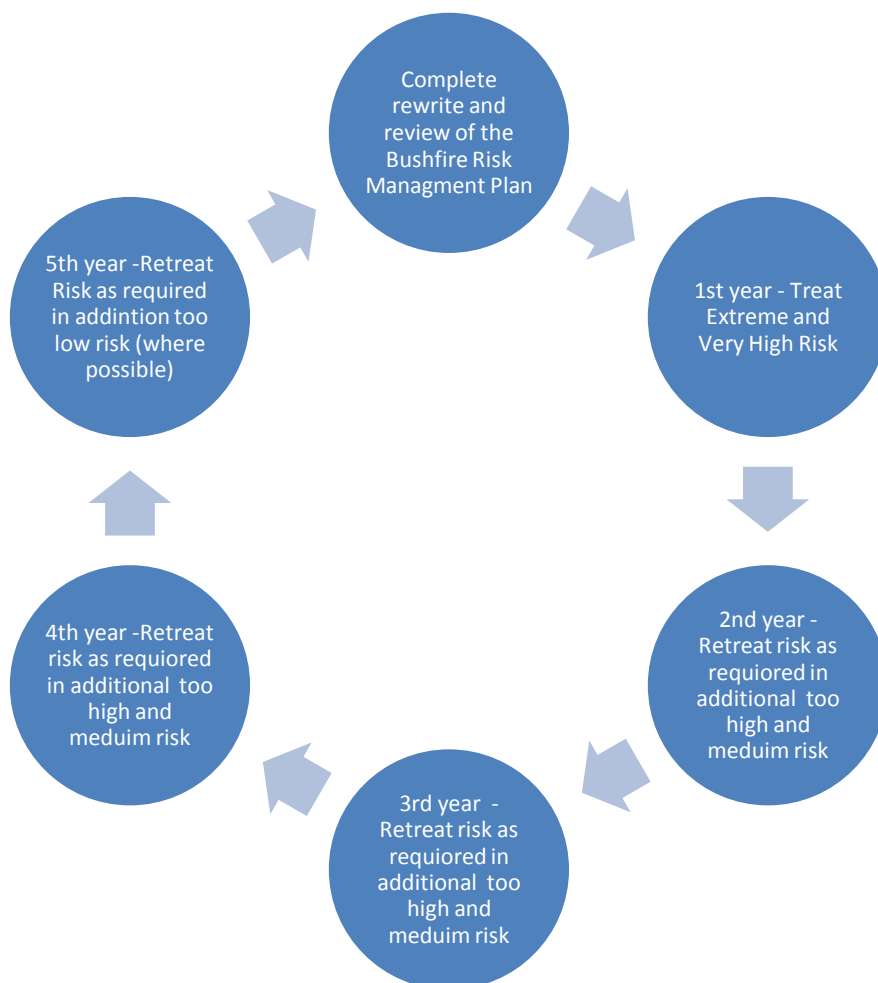 Complete
rewrite and
review of the
Bushfire Risk
Managment Plan
1st year - Treat
Extreme and
Very High Risk
2nd year -
Retreat risk as
requiored in
additional  too
high and
meduim risk
3rd year  -
Retreat risk as
requiored in
additional  too
high and
meduim risk
4th year -Retreat
risk as requiored
in additional  too
high and
meduim risk
5th year -Retreat
Risk as required
in addintion too
low risk (where
possible)